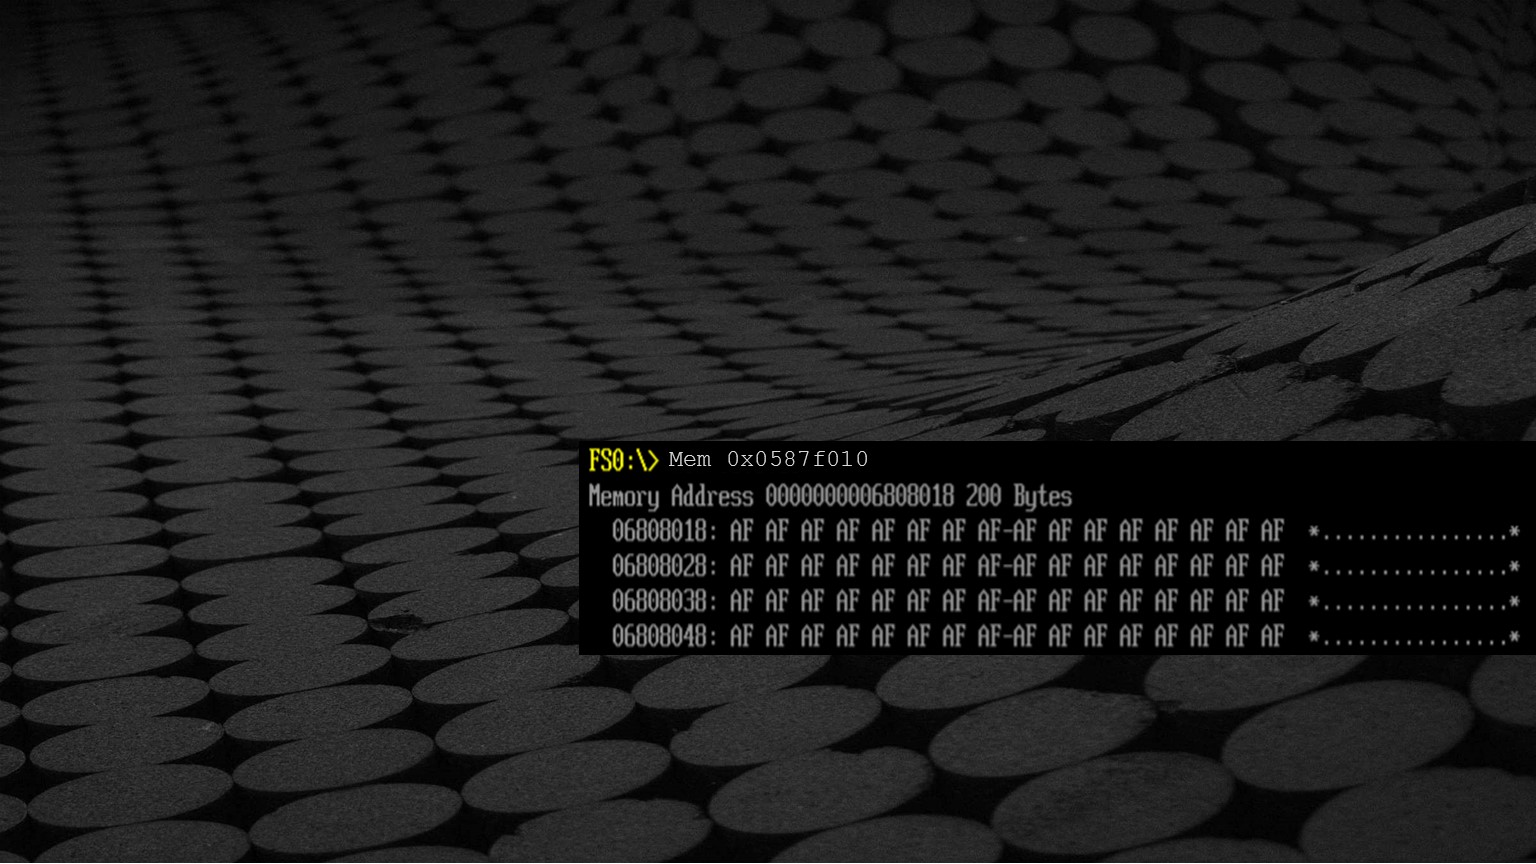 FS0:\> Mem 0x0587f010
Memory Address 0000000006808018 200 Bytes
06808018: AF AF AF AF AF AF AF AF-AF AF AF AF AF AF AF AF *................*
06808028: AF AF AF AF AF AF AF AF-AF AF AF AF AF AF AF AF *................*
06808038: AF AF AF AF AF AF AF AF-AF AF AF AF AF AF AF AF *................*
06808048: AF AF AF AF AF AF AF AF-AF AF AF AF AF AF AF AF *................*